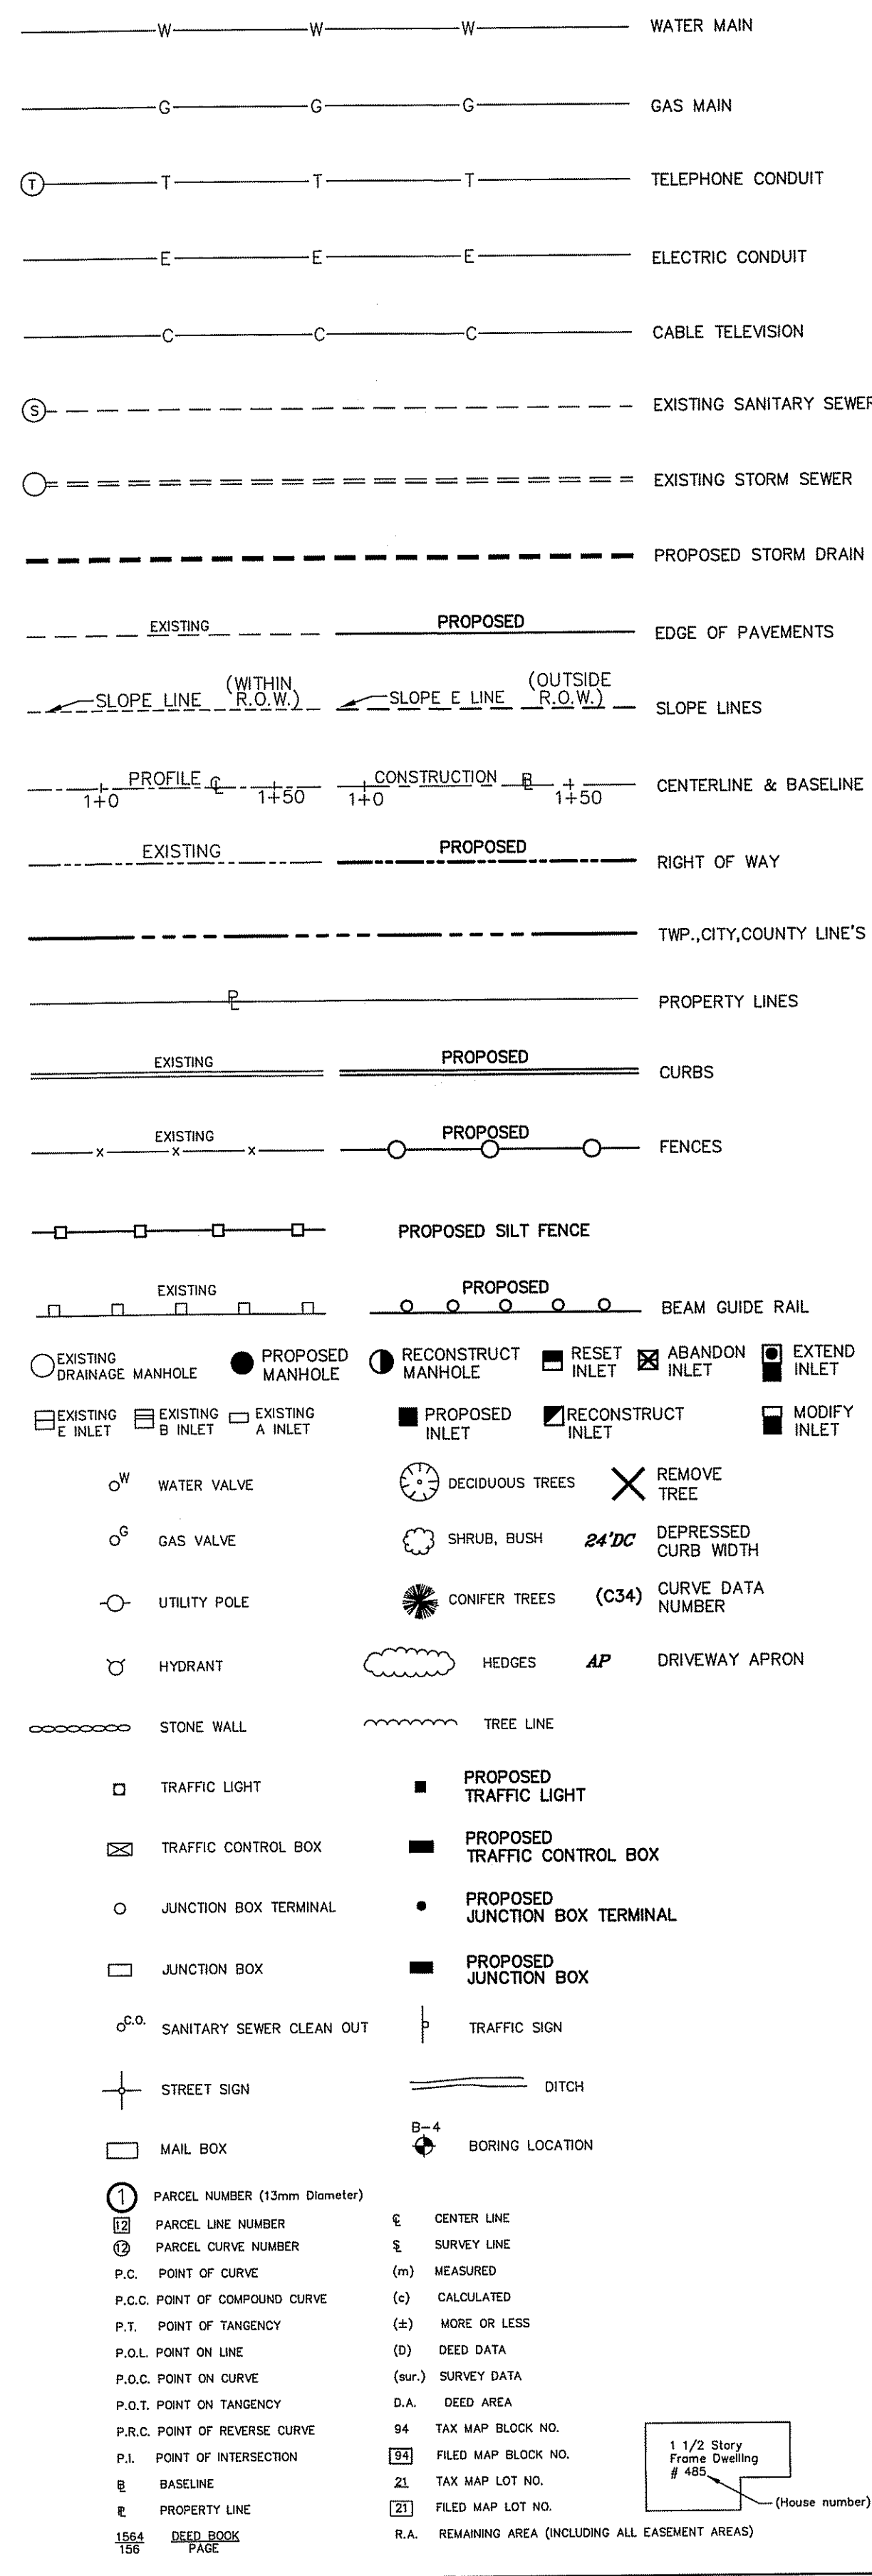 W W W WATER MAIN
G G G GAS MAIN
T T T T TELEPHONE CONDUIT
E E E ELECTRIC CONDUIT
C C C CABLE TELEVISION
S EXISTING SANITARY SEWER
EXISTING STORM SEWER
PROPOSED STORM DRAIN
EXISTING PROPOSED EDGE OF PAVEMENTS
SLOPE LINE (WITHIN R.O.W.) SLOPE E LINE (OUTSIDE R.O.W.) SLOPE LINES
PROFILE ℄ CONSTRUCTION B CENTERLINE & BASELINE
1+0 1+50 1+0 1+50
EXISTING PROPOSED RIGHT OF WAY
TWP.,CITY,COUNTY LINE'S
PL PROPERTY LINES
EXISTING PROPOSED CURBS
EXISTING PROPOSED FENCES
x x x
PROPOSED SILT FENCE
EXISTING PROPOSED BEAM GUIDE RAIL
EXISTING DRAINAGE MANHOLE
PROPOSED MANHOLE
RECONSTRUCT MANHOLE
RESET INLET
ABANDON INLET
EXTEND INLET
EXISTING E INLET
EXISTING B INLET
EXISTING A INLET
PROPOSED INLET
RECONSTRUCT INLET
MODIFY INLET
W WATER VALVE DECIDUOUS TREES REMOVE TREE
G GAS VALVE SHRUB, BUSH 24'DC DEPRESSED CURB WIDTH
UTILITY POLE CONIFER TREES (C34) CURVE DATA NUMBER
HYDRANT HEDGES AP DRIVEWAY APRON
STONE WALL TREE LINE
TRAFFIC LIGHT PROPOSED TRAFFIC LIGHT
TRAFFIC CONTROL BOX PROPOSED TRAFFIC CONTROL BOX
JUNCTION BOX TERMINAL PROPOSED JUNCTION BOX TERMINAL
JUNCTION BOX PROPOSED JUNCTION BOX
C.O. SANITARY SEWER CLEAN OUT TRAFFIC SIGN
STREET SIGN DITCH
B-4
MAIL BOX BORING LOCATION
1 PARCEL NUMBER (13mm Diameter)
12 PARCEL LINE NUMBER
12 PARCEL CURVE NUMBER
P.C. POINT OF CURVE
P.C.C. POINT OF COMPOUND CURVE
P.T. POINT OF TANGENCY
P.O.L. POINT ON LINE
P.O.C. POINT ON CURVE
P.O.T. POINT ON TANGENCY
P.R.C. POINT OF REVERSE CURVE
P.I. POINT OF INTERSECTION
BL BASELINE
PL PROPERTY LINE
1564 DEED BOOK
156 PAGE
℄ CENTER LINE
SL SURVEY LINE
(m) MEASURED
(c) CALCULATED
(±) MORE OR LESS
(D) DEED DATA
(sur.) SURVEY DATA
D.A. DEED AREA
94 TAX MAP BLOCK NO.
94 FILED MAP BLOCK NO.
21 TAX MAP LOT NO.
21 FILED MAP LOT NO.
R.A. REMAINING AREA (INCLUDING ALL EASEMENT AREAS)
1 1/2 Story
Frame Dwelling
# 485
(House number)